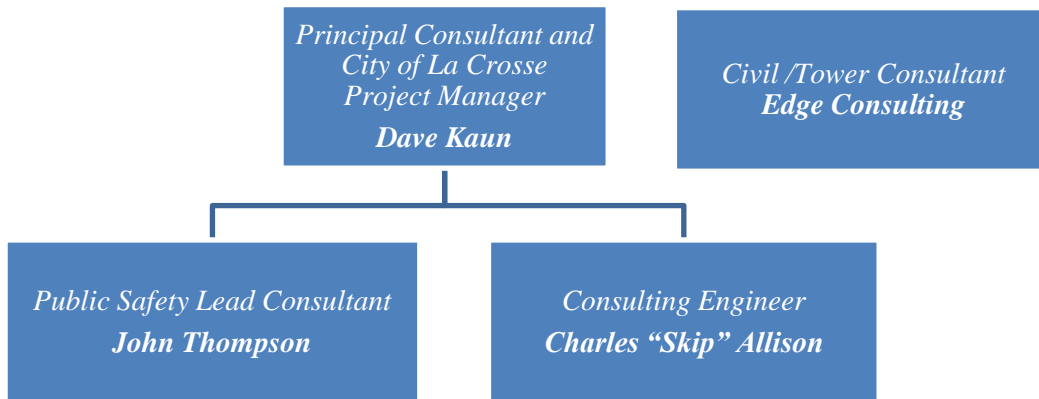 Principal Consultant and
City of La Crosse
Project Manager
Dave Kaun
Civil /Tower Consultant
Edge Consulting
Public Safety Lead Consultant
John Thompson
Consulting Engineer
Charles “Skip” Allison